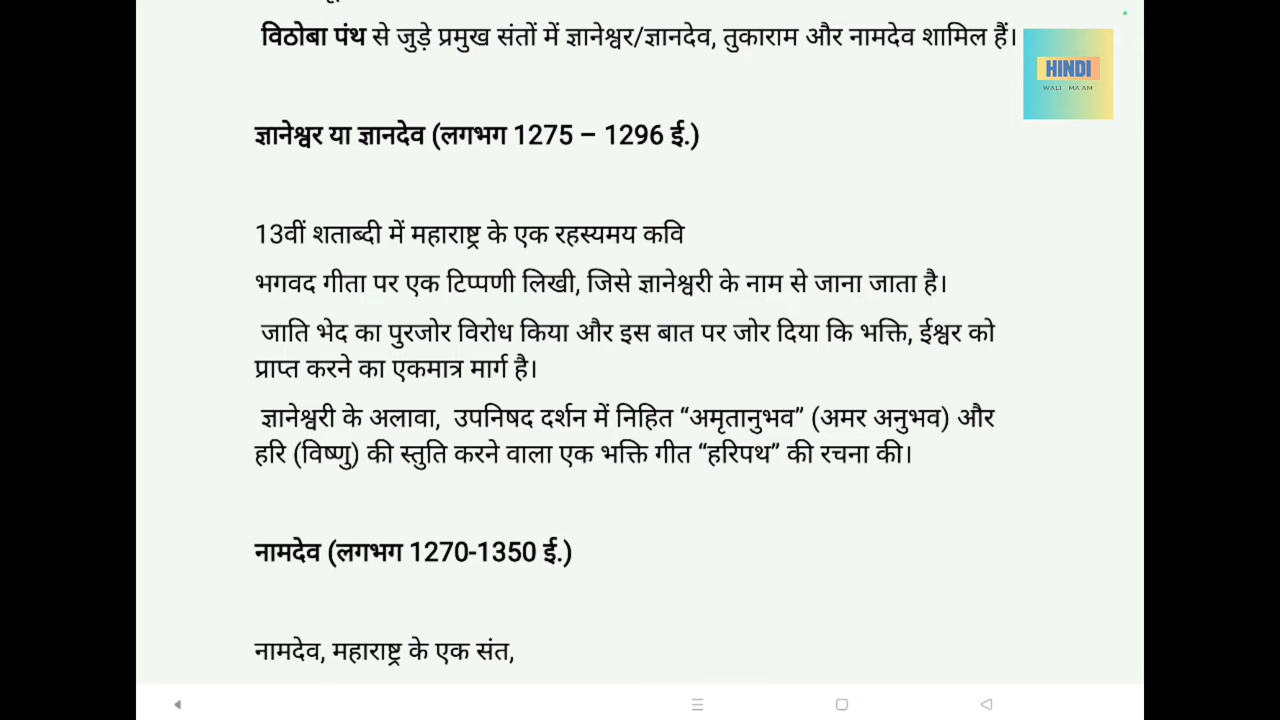 विठोबा पंथ से जुड़े प्रमुख संतों में ज्ञानेश्वर/ज्ञानदेव, तुकाराम और नामदेव शामिल हैं।
HINDI
WALI MA AM
ज्ञानेश्वर या ज्ञानदेव (लगभग 1275 – 1296 ई.)
13वीं शताब्दी में महाराष्ट्र के एक रहस्यमय कवि
भगवद गीता पर एक टिप्पणी लिखी, जिसे ज्ञानेश्वरी के नाम से जाना जाता है।
जाति भेद का पुरजोर विरोध किया और इस बात पर जोर दिया कि भक्ति, ईश्वर को
प्राप्त करने का एकमात्र मार्ग है।
ज्ञानेश्वरी के अलावा, उपनिषद दर्शन में निहित “अमृतानुभव” (अमर अनुभव) और
हरि (विष्णु) की स्तुति करने वाला एक भक्ति गीत “हरिपथ” की रचना की।
नामदेव (लगभग 1270-1350 ई.)
नामदेव, महाराष्ट्र के एक संत,